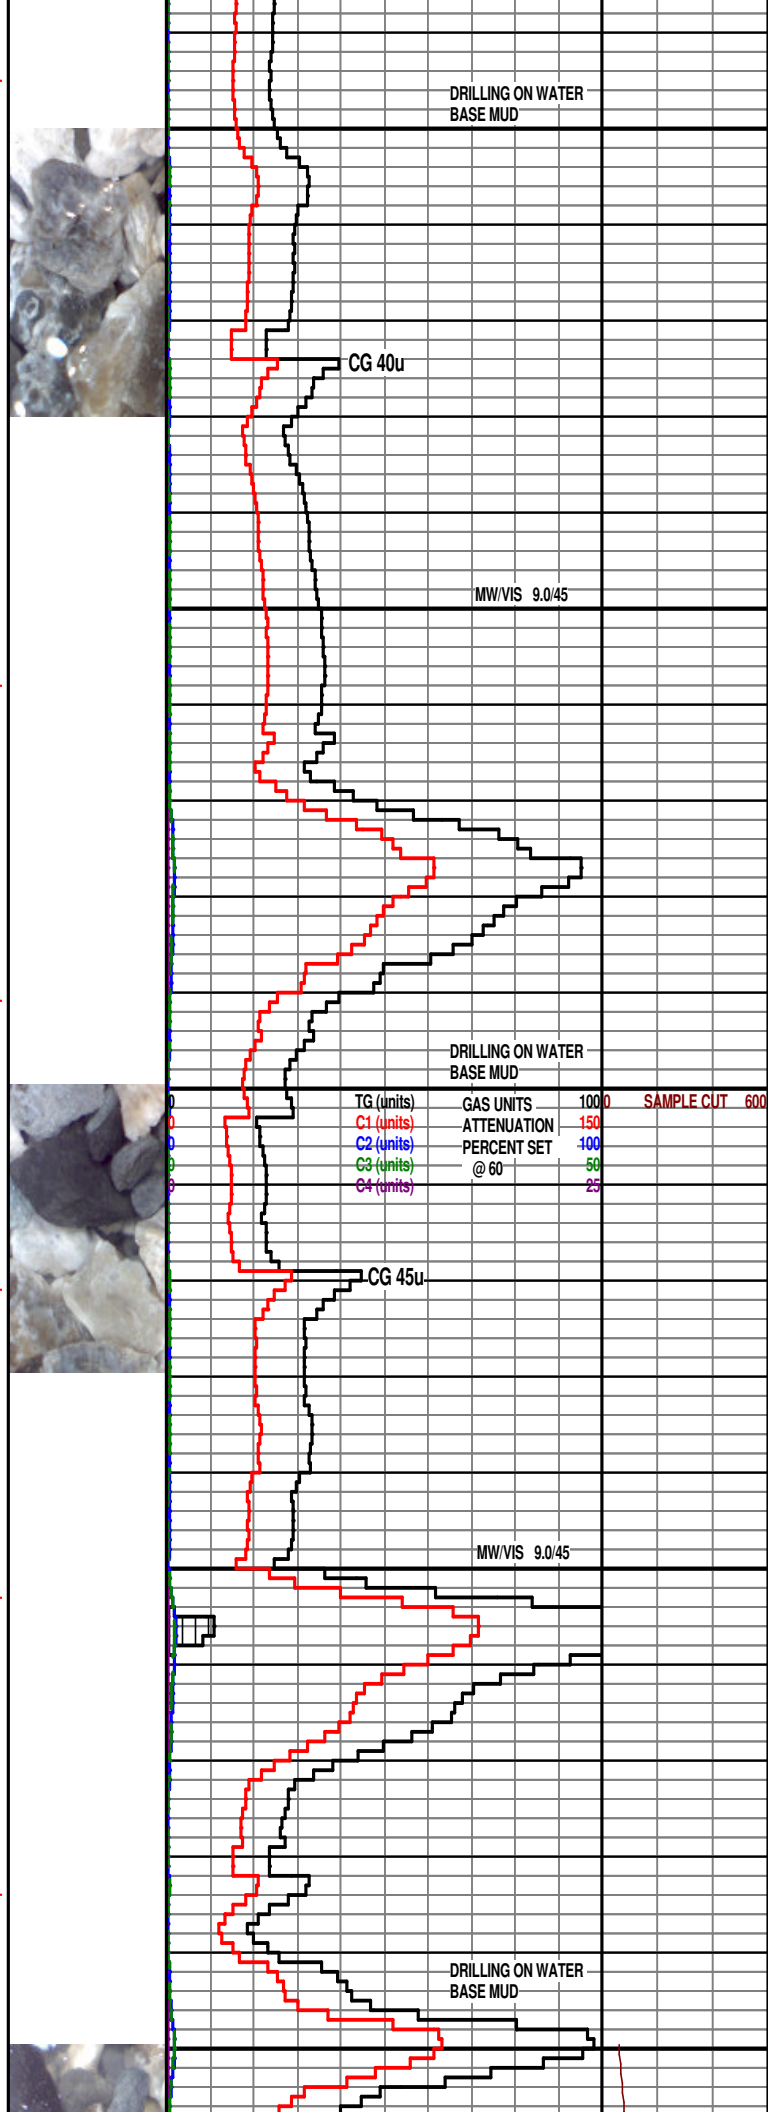 DRILLING ON WATER
BASE MUD
CG 40u
MW/VIS 9.0/45
DRILLING ON WATER
BASE MUD
0 TG (units) GAS UNITS 100 0 SAMPLE CUT 600
0 C1 (units) ATTENUATION 150
0 C2 (units) PERCENT SET 100
0 C3 (units) @ 60 50
0 C4 (units) 25
CG 45u
MW/VIS 9.0/45
DRILLING ON WATER
BASE MUD